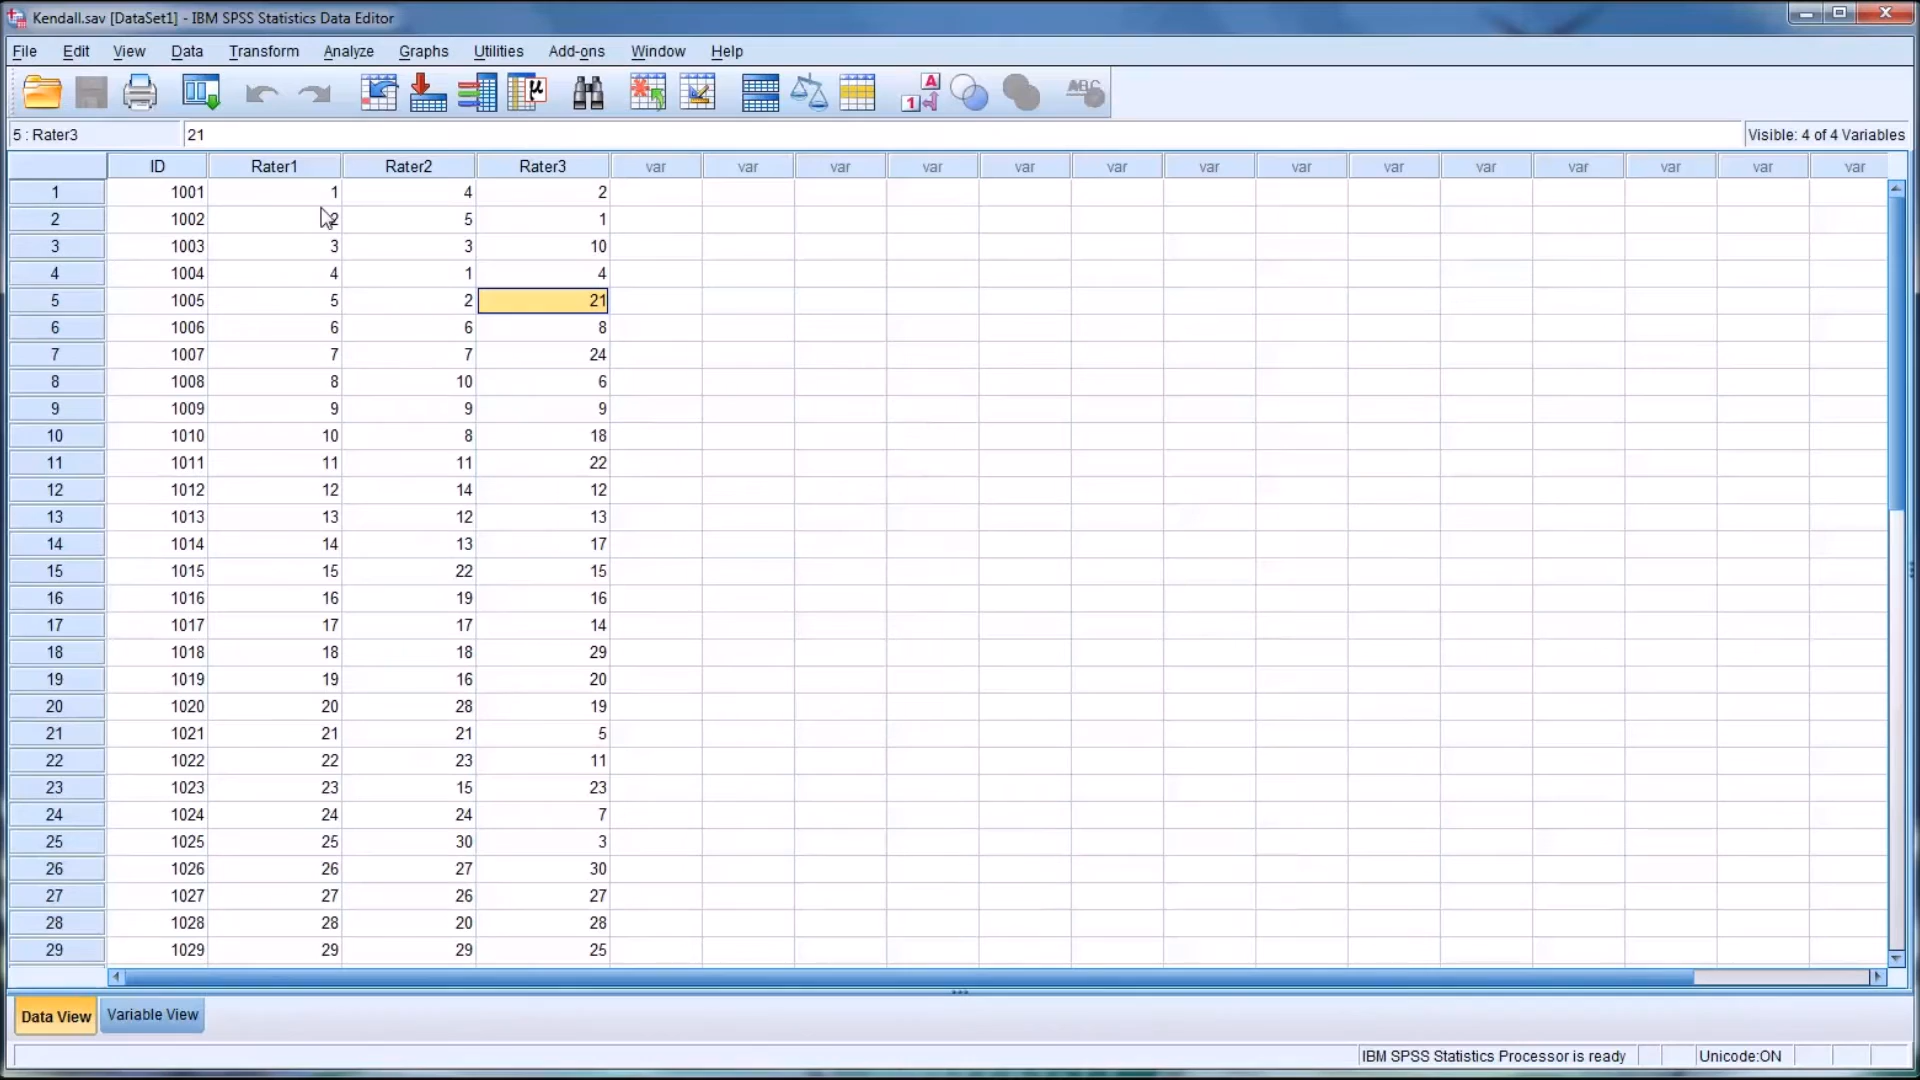 Kendall.sav [DataSet1] - IBM SPSS Statistics Data Editor
File Edit View Data Transform Analyze Graphs Utilities Add-ons Window Help
μ A 1 ABC
5 : Rater3 21 Visible: 4 of 4 Variables
ID Rater1 Rater2 Rater3 var var var var var var var var var var var var var var
1 1001 1 4 2
2 1002 2 5 1
3 1003 3 3 10
4 1004 4 1 4
5 1005 5 2 21
6 1006 6 6 8
7 1007 7 7 24
8 1008 8 10 6
9 1009 9 9 9
10 1010 10 8 18
11 1011 11 11 22
12 1012 12 14 12
13 1013 13 12 13
14 1014 14 13 17
15 1015 15 22 15
16 1016 16 19 16
17 1017 17 17 14
18 1018 18 18 29
19 1019 19 16 20
20 1020 20 28 19
21 1021 21 21 5
22 1022 22 23 11
23 1023 23 15 23
24 1024 24 24 7
25 1025 25 30 3
26 1026 26 27 30
27 1027 27 26 27
28 1028 28 20 28
29 1029 29 29 25
Data View Variable View
IBM SPSS Statistics Processor is ready Unicode:ON